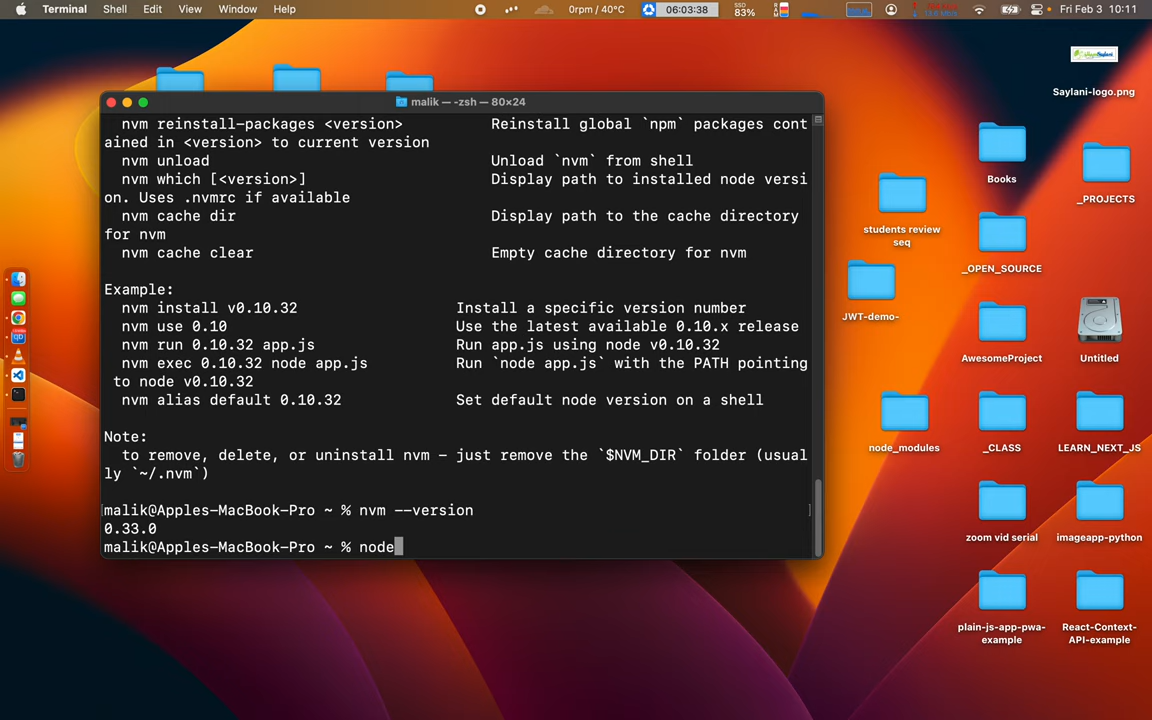 Terminal Shell Edit View Window Help 0rpm / 40°C 06:03:38 SSD 83% Fri Feb 3 10:11
Saylani-logo.png
malik — -zsh — 80×24
nvm reinstall-packages <version> Reinstall global `npm` packages cont
ained in <version> to current version
nvm unload Unload `nvm` from shell
nvm which [<version>] Display path to installed node versi
on. Uses .nvmrc if available
nvm cache dir Display path to the cache directory
for nvm
nvm cache clear Empty cache directory for nvm
Example:
nvm install v0.10.32 Install a specific version number
nvm use 0.10 Use the latest available 0.10.x release
nvm run 0.10.32 app.js Run app.js using node v0.10.32
nvm exec 0.10.32 node app.js Run `node app.js` with the PATH pointing
to node v0.10.32
nvm alias default 0.10.32 Set default node version on a shell
Note:
to remove, delete, or uninstall nvm - just remove the `$NVM_DIR` folder (usual
ly `~/.nvm`)
malik@Apples-MacBook-Pro ~ % nvm --version
0.33.0
malik@Apples-MacBook-Pro ~ % node
Books
_PROJECTS
students review
seq
_OPEN_SOURCE
JWT-demo-
AwesomeProject
Untitled
node_modules
_CLASS
LEARN_NEXT_JS
zoom vid serial
imageapp-python
plain-js-app-pwa-
example
React-Context-
API-example